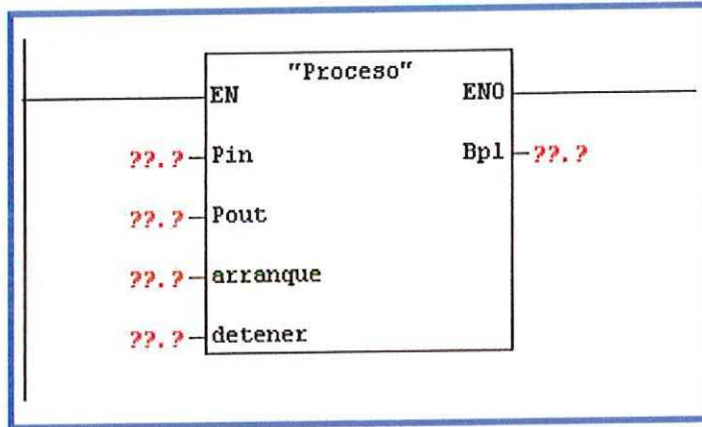 "Proceso"
EN ENO
??.? Pin Bpl ??.?
??.? Pout
??.? arranque
??.? detener